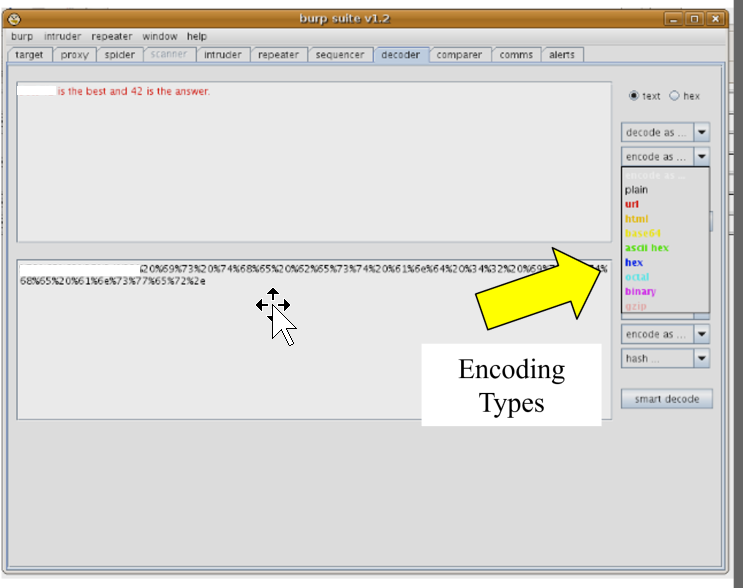 burp suite v1.2
burp intruder repeater window help
target proxy spider scanner intruder repeater sequencer decoder comparer comms alerts
is the best and 42 is the answer.
text hex
decode as ...
encode as ...
encode as ...
plain
url
html
base64
ascii hex
hex
octal
binary
gzip
%20%69%73%20%74%68%65%20%62%65%73%74%20%61%6e%64%20%34%32%20%69%
68%65%20%61%6e%73%77%65%72%2e
encode as ...
hash ...
smart decode
Encoding
Types